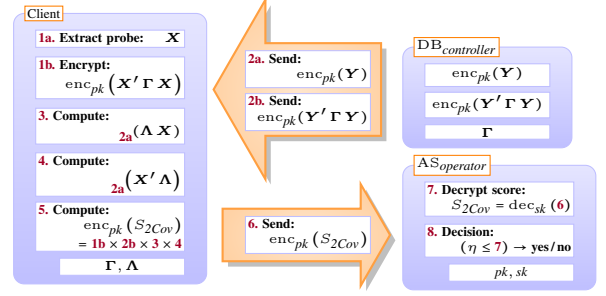 Client
1a. Extract probe: X
1b. Encrypt:
enc_pk(X′ Γ X)
3. Compute:
2a(Λ X)
4. Compute:
2a(X′ Λ)
5. Compute:
enc_pk(S_2Cov)
= 1b × 2b × 3 × 4
Γ, Λ
2a. Send:
enc_pk(Y)
2b. Send:
enc_pk(Y′ Γ Y)
6. Send:
enc_pk(S_2Cov)
DB_controller
enc_pk(Y)
enc_pk(Y′ Γ Y)
Γ
AS_operator
7. Decrypt score:
S_2Cov = dec_sk(6)
8. Decision:
(η ≤ 7) → yes/no
pk, sk